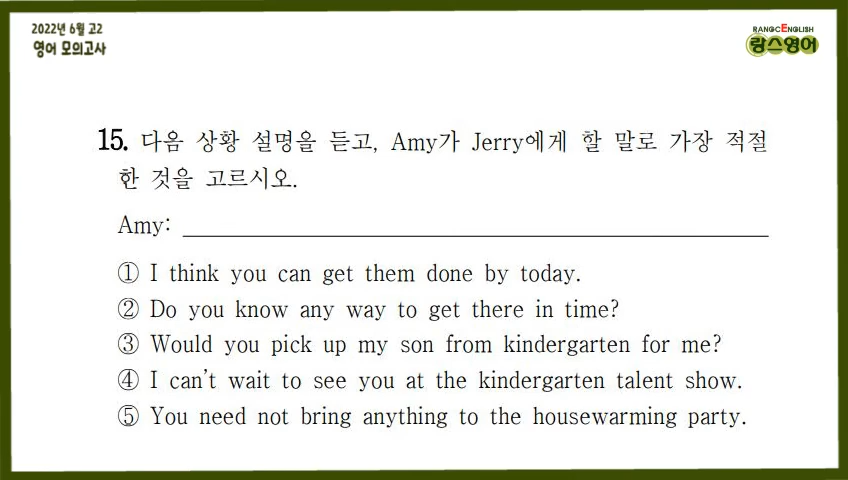 2022년 6월 고2
영어 모의고사
RANGCENGLISH
랑스영어
15. 다음 상황 설명을 듣고, Amy가 Jerry에게 할 말로 가장 적절
한 것을 고르시오.
Amy:
① I think you can get them done by today.
② Do you know any way to get there in time?
③ Would you pick up my son from kindergarten for me?
④ I can't wait to see you at the kindergarten talent show.
⑤ You need not bring anything to the housewarming party.